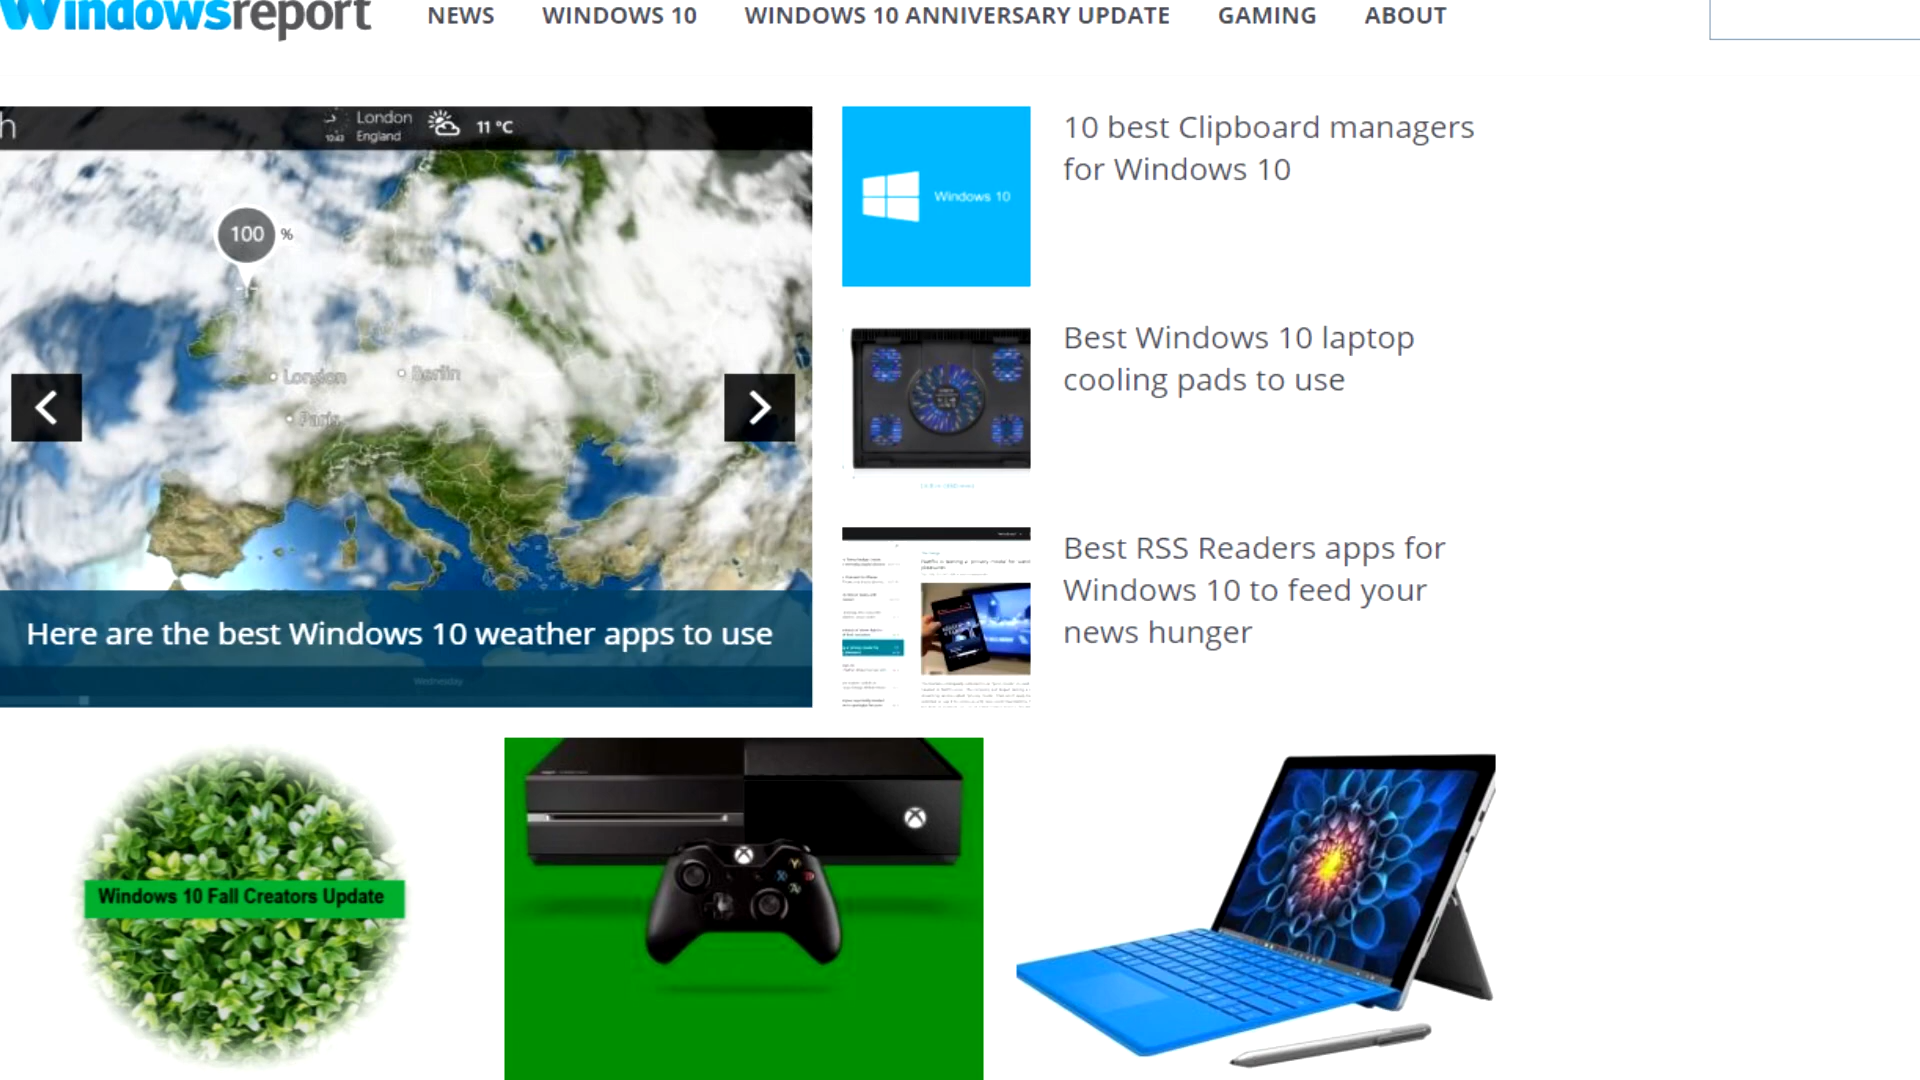 Windowsreport
NEWS
WINDOWS 10
WINDOWS 10 ANNIVERSARY UPDATE
GAMING
ABOUT
h
London
England
11 °C
100 %
London
Berlin
Paris
Here are the best Windows 10 weather apps to use
Wednesday
Windows 10
10 best Clipboard managers
for Windows 10
Best Windows 10 laptop
cooling pads to use
Best RSS Readers apps for
Windows 10 to feed your
news hunger
Windows 10 Fall Creators Update
Y
X
B
A